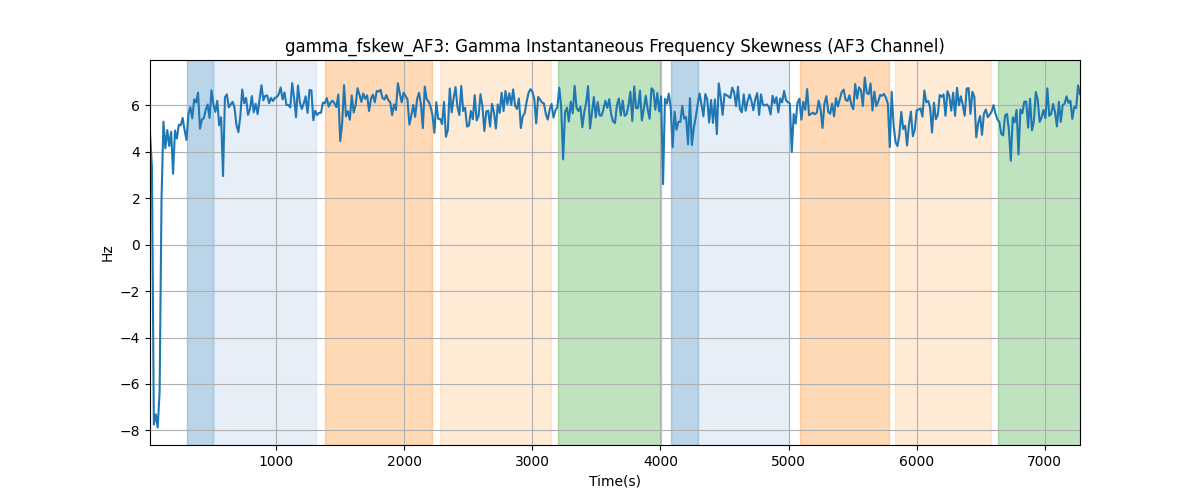 gamma_fskew_AF3: Gamma Instantaneous Frequency Skewness (AF3 Channel)
6
4
2
0
−2
−4
−6
−8
Hz
1000 2000 3000 4000 5000 6000 7000
Time(s)